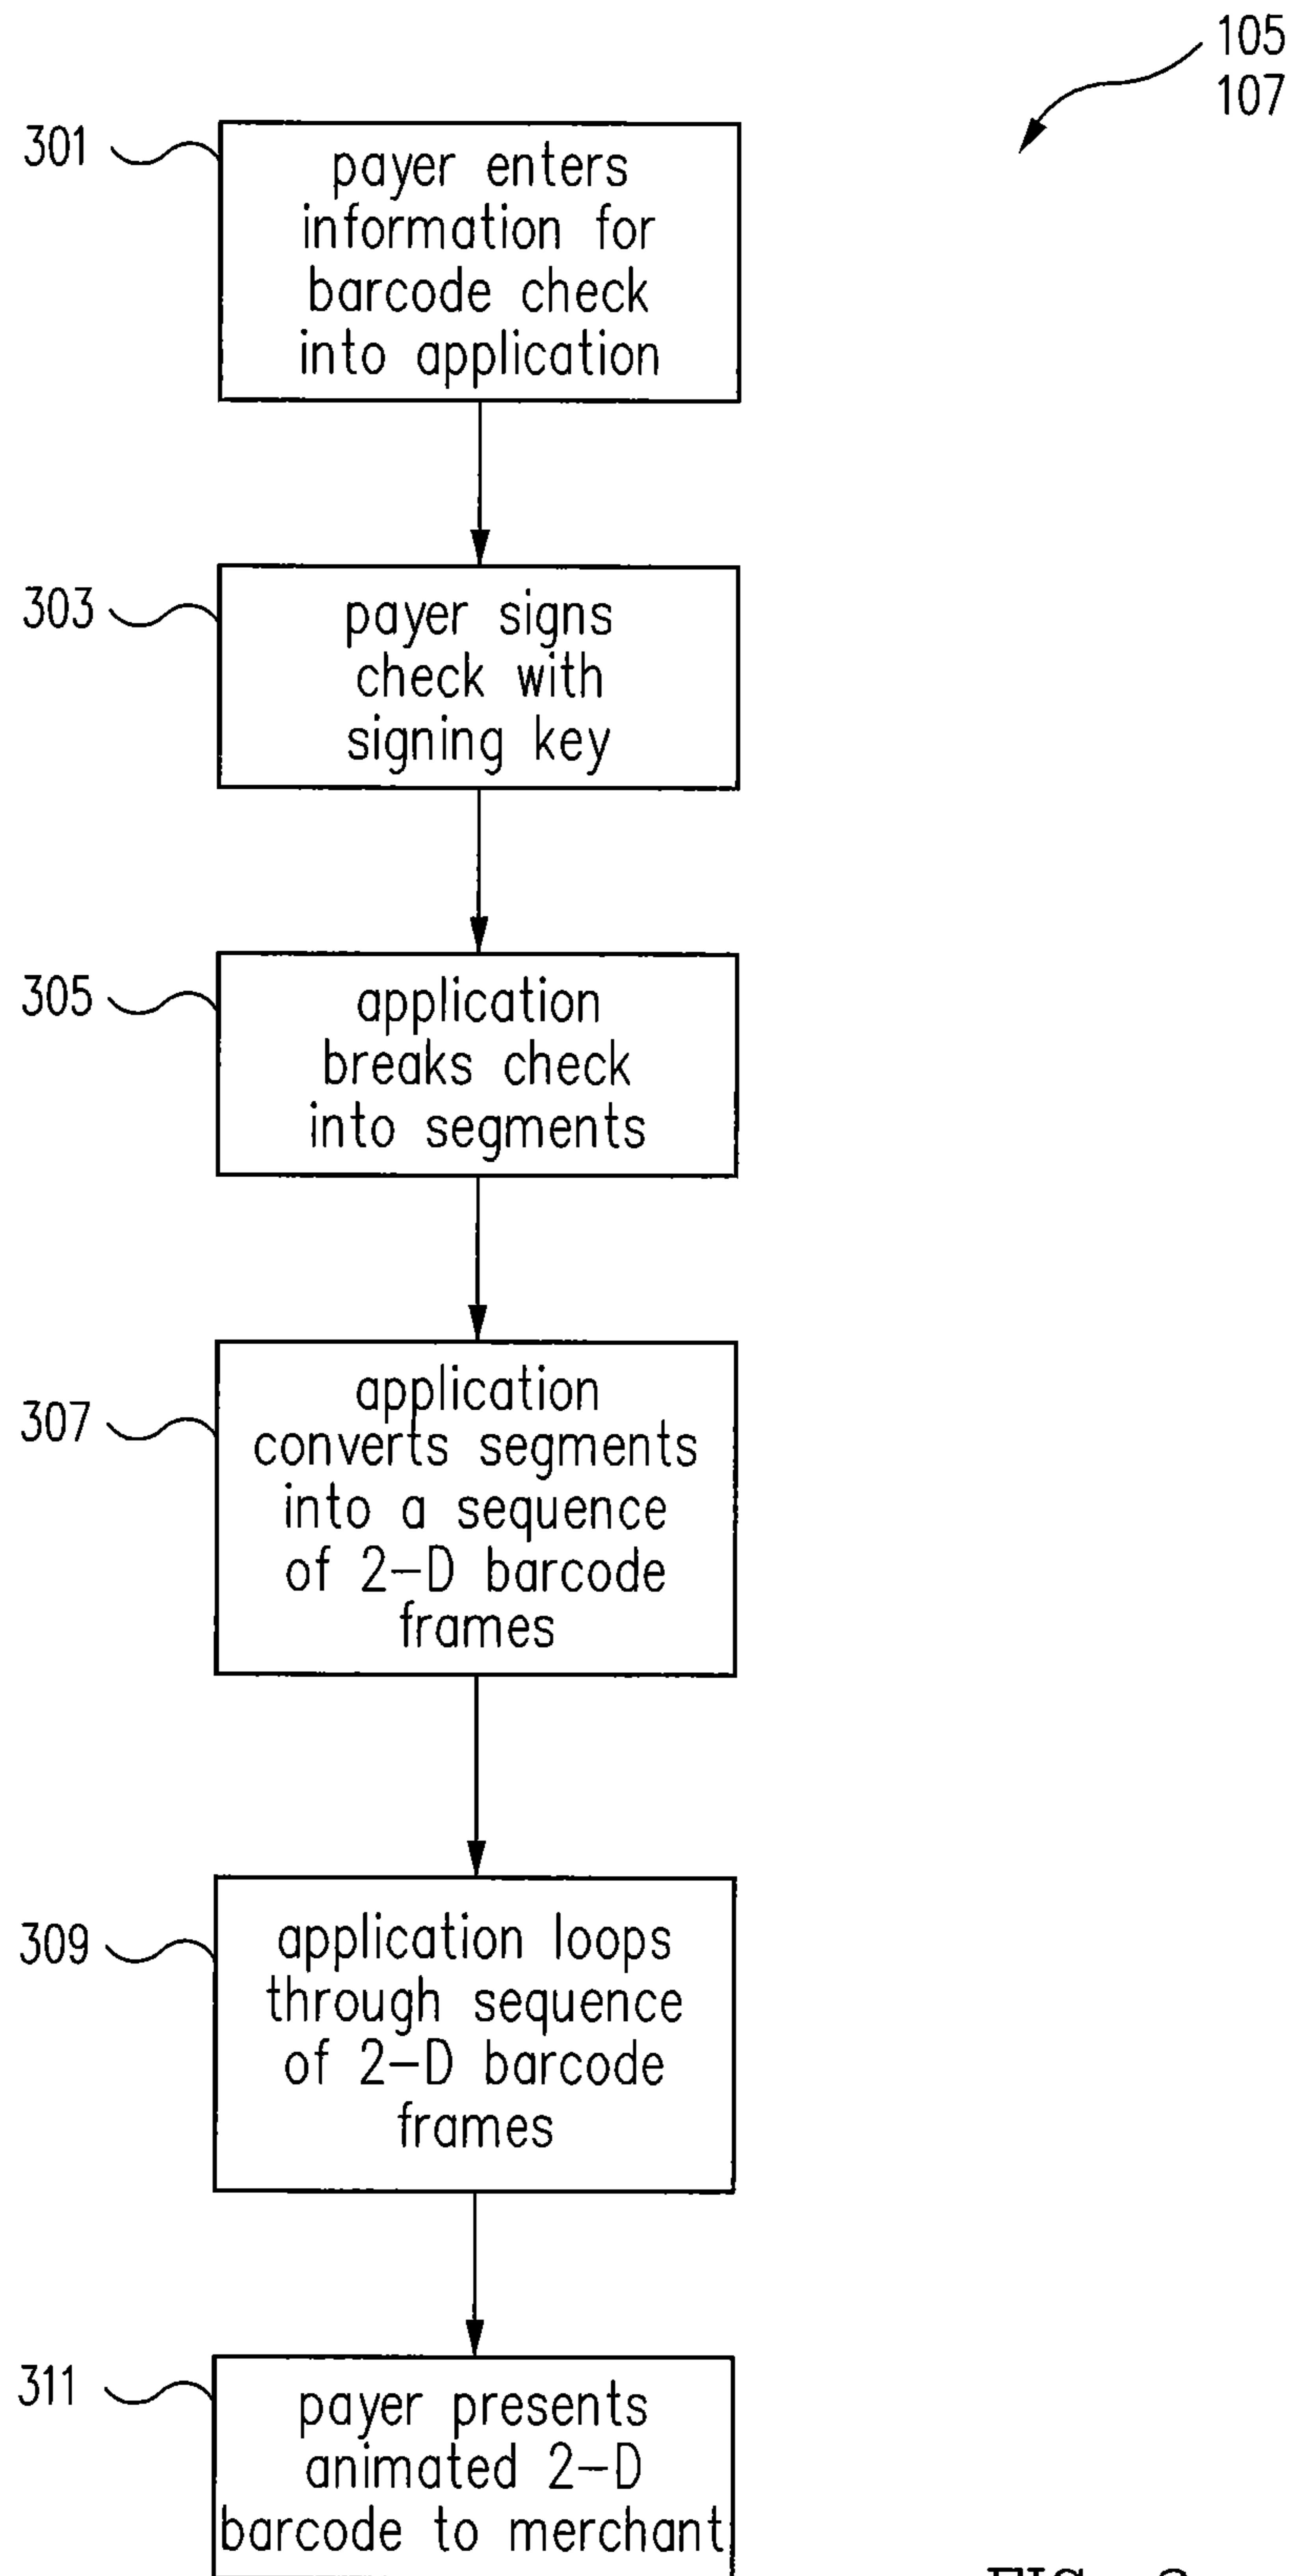 105
107
301
payer enters
information for
barcode check
into application
303
payer signs
check with
signing key
305
application
breaks check
into segments
307
application
converts segments
into a sequence
of 2-D barcode
frames
309
application loops
through sequence
of 2-D barcode
frames
311
payer presents
animated 2-D
barcode to merchant